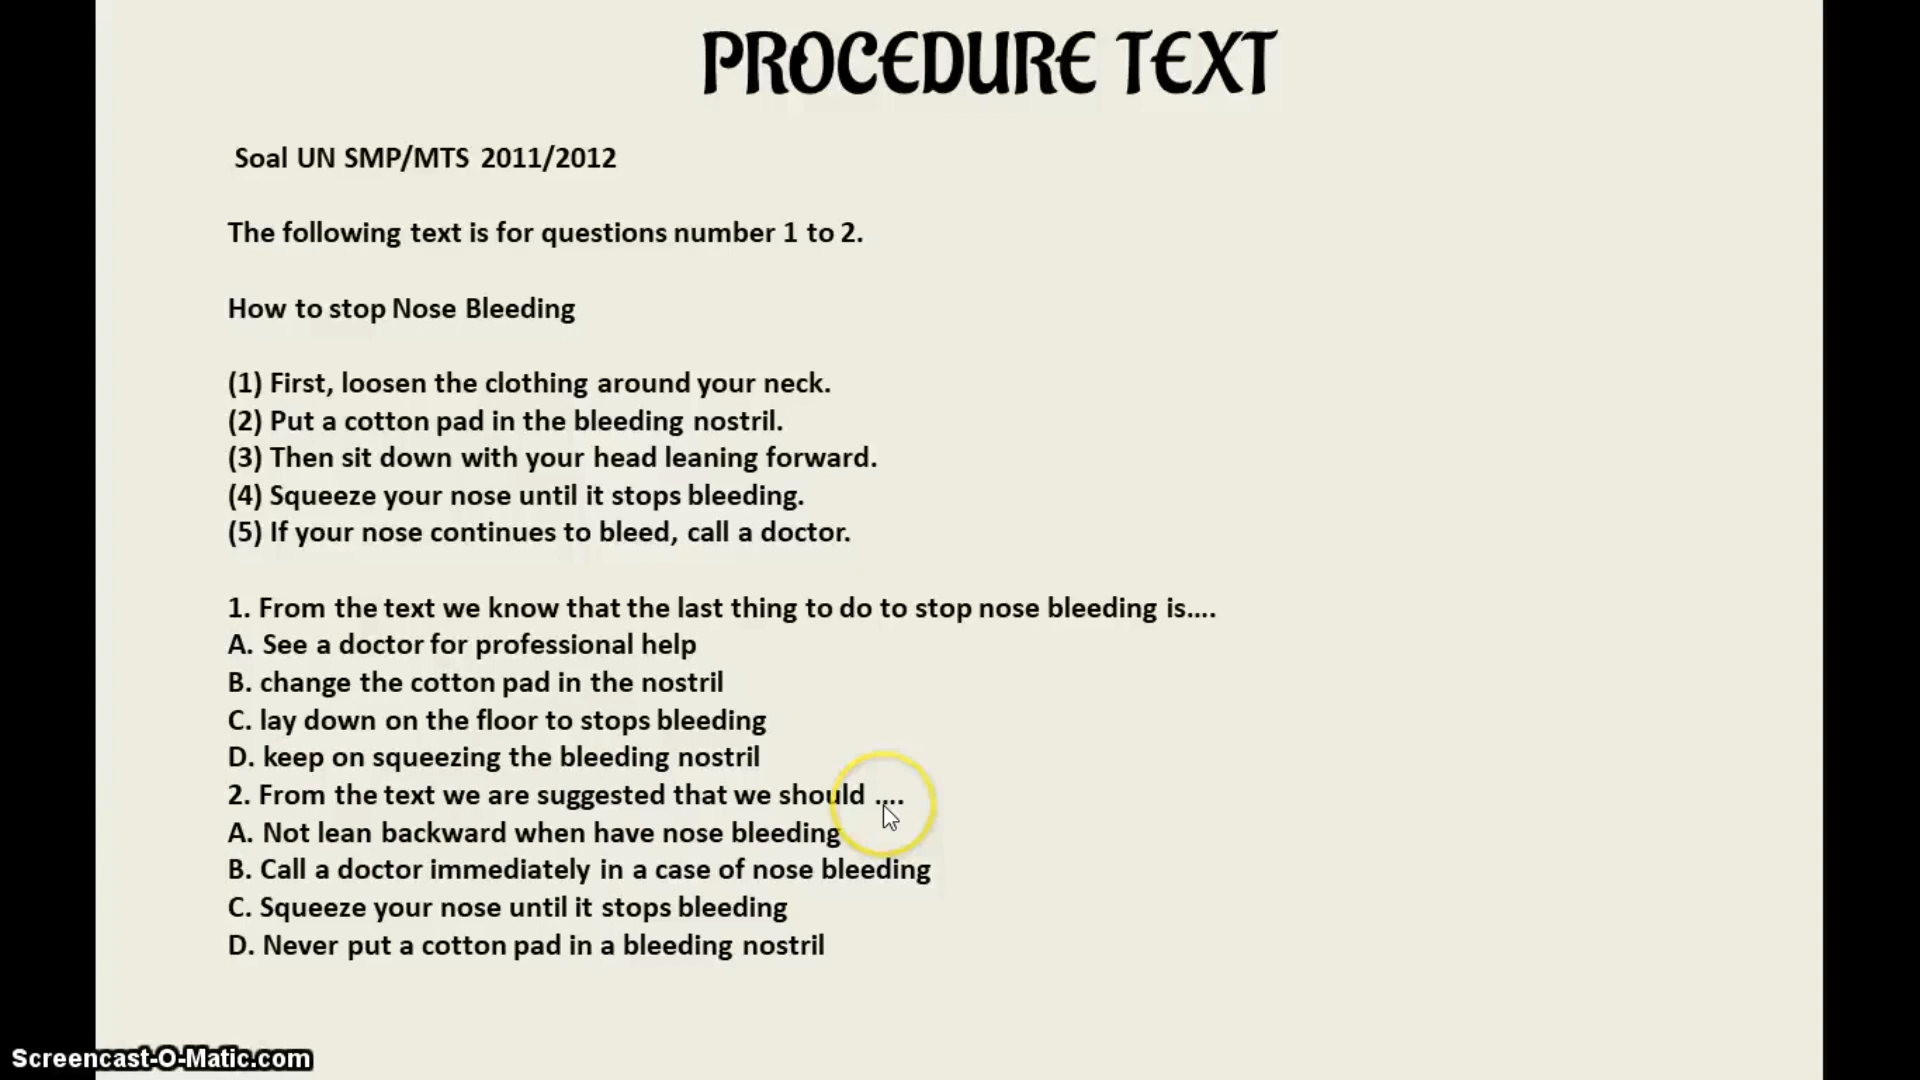 PROCEDURE TEXT
Soal UN SMP/MTS 2011/2012
The following text is for questions number 1 to 2.
How to stop Nose Bleeding
(1) First, loosen the clothing around your neck.
(2) Put a cotton pad in the bleeding nostril.
(3) Then sit down with your head leaning forward.
(4) Squeeze your nose until it stops bleeding.
(5) If your nose continues to bleed, call a doctor.
1. From the text we know that the last thing to do to stop nose bleeding is....
A. See a doctor for professional help
B. change the cotton pad in the nostril
C. lay down on the floor to stops bleeding
D. keep on squeezing the bleeding nostril
2. From the text we are suggested that we should ....
A. Not lean backward when have nose bleeding
B. Call a doctor immediately in a case of nose bleeding
C. Squeeze your nose until it stops bleeding
D. Never put a cotton pad in a bleeding nostril
Screencast-O-Matic.com